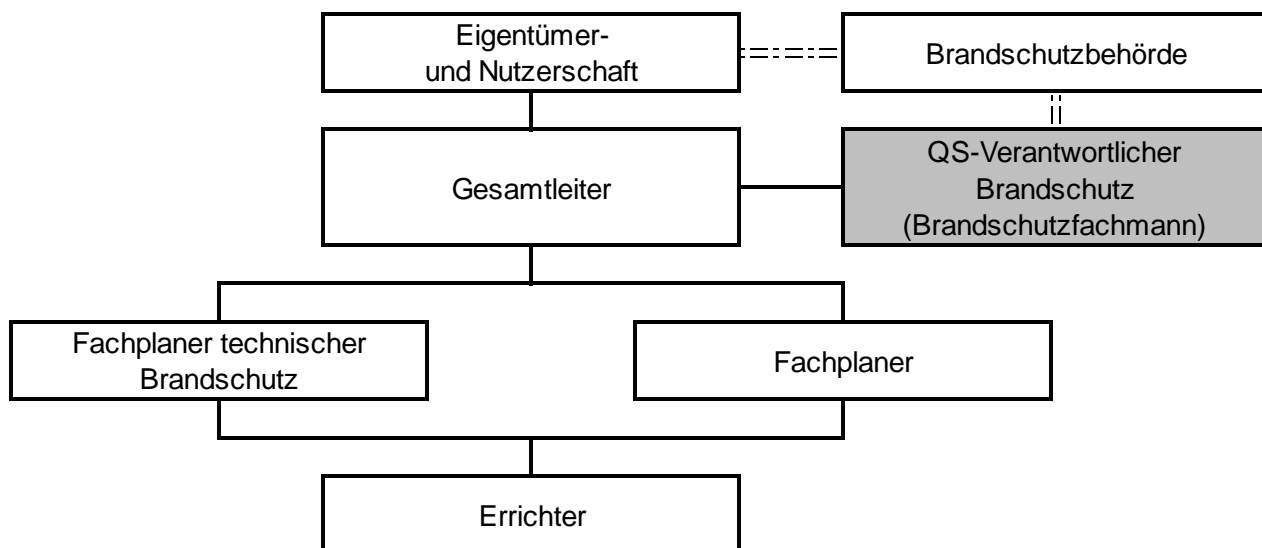 Eigentümer-
und Nutzerschaft
Brandschutzbehörde
Gesamtleiter
QS-Verantwortlicher
Brandschutz
(Brandschutzfachmann)
Fachplaner technischer
Brandschutz
Fachplaner
Errichter